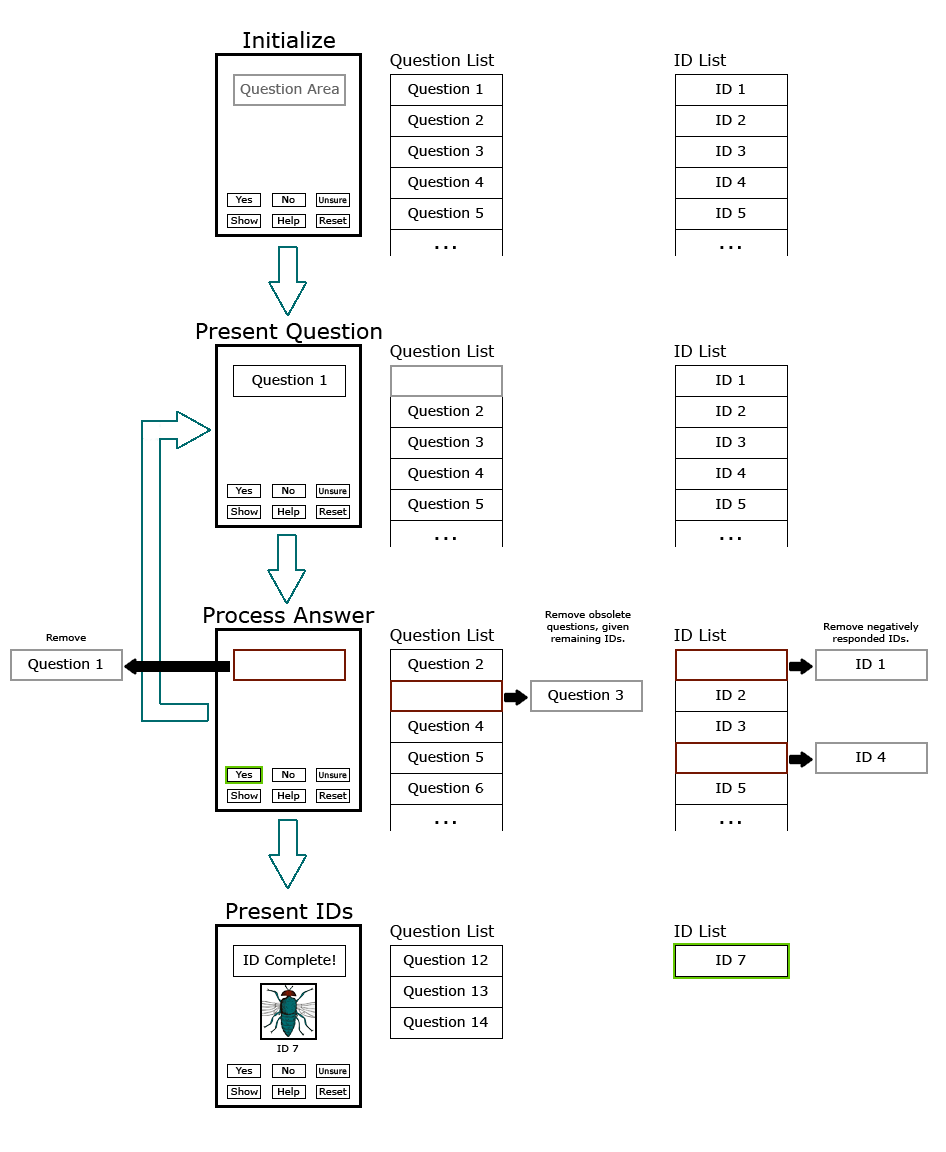 Initialize
Question List
ID List
Question Area
Question 1
Question 2
Question 3
Question 4
Question 5
...
ID 1
ID 2
ID 3
ID 4
ID 5
...
Yes No Unsure
Show Help Reset
Present Question
Question List
ID List
Question 1
Question 2
Question 3
Question 4
Question 5
...
ID 1
ID 2
ID 3
ID 4
ID 5
...
Yes No Unsure
Show Help Reset
Process Answer
Remove
Question 1
Question List
Question 2
Question 4
Question 5
Question 6
...
Remove obsolete
questions, given
remaining IDs.
Question 3
ID List
ID 2
ID 3
ID 5
...
Remove negatively
responded IDs.
ID 1
ID 4
Yes No Unsure
Show Help Reset
Present IDs
ID Complete!
ID 7
Yes No Unsure
Show Help Reset
Question List
Question 12
Question 13
Question 14
ID List
ID 7